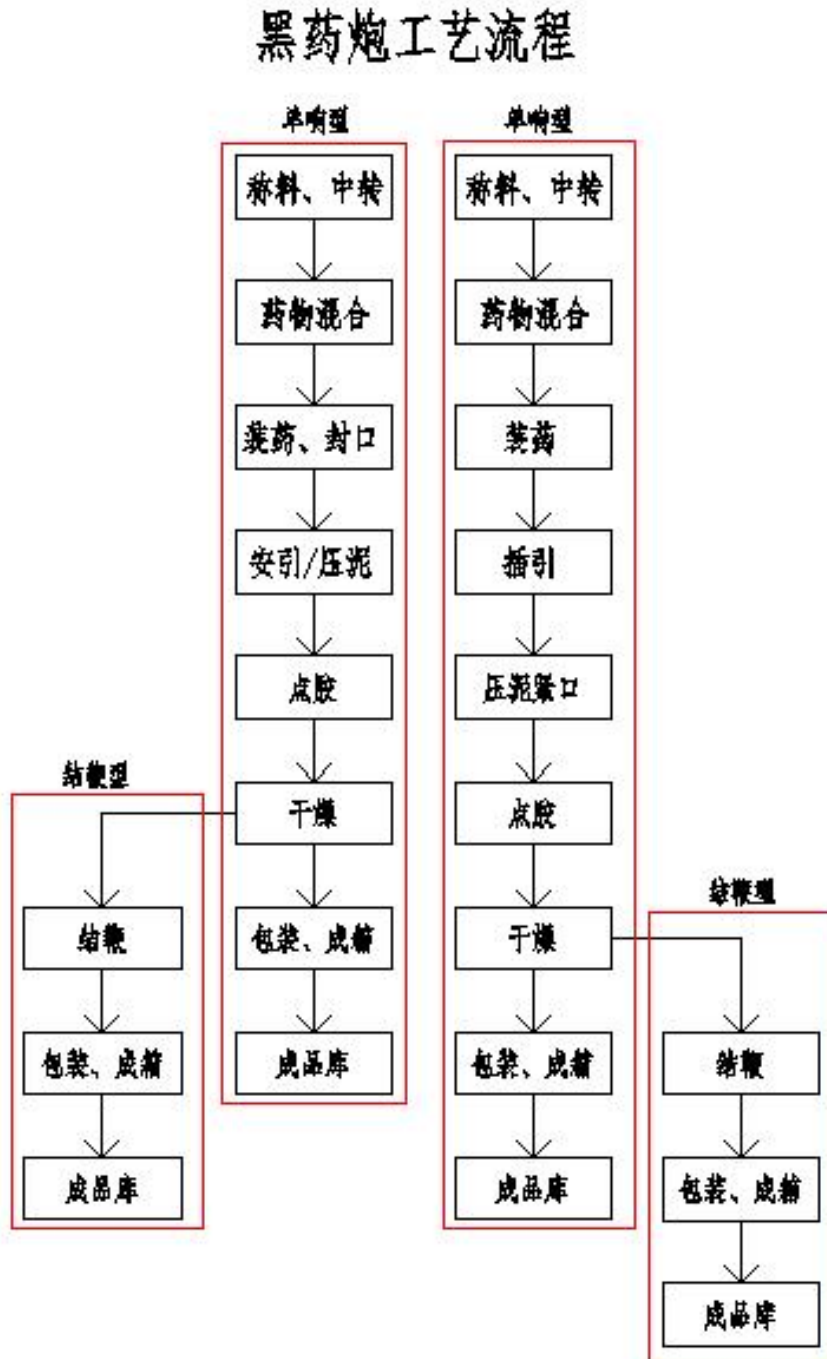 黑药炮工艺流程
单响型
称料、中转
药物混合
装药、封口
安引/压泥
点胶
干燥
包装、成箱
成品库
结鞭型
结鞭
包装、成箱
成品库
单响型
称料、中转
药物混合
装药
插引
压泥紧口
点胶
干燥
包装、成箱
成品库
结鞭型
结鞭
包装、成箱
成品库